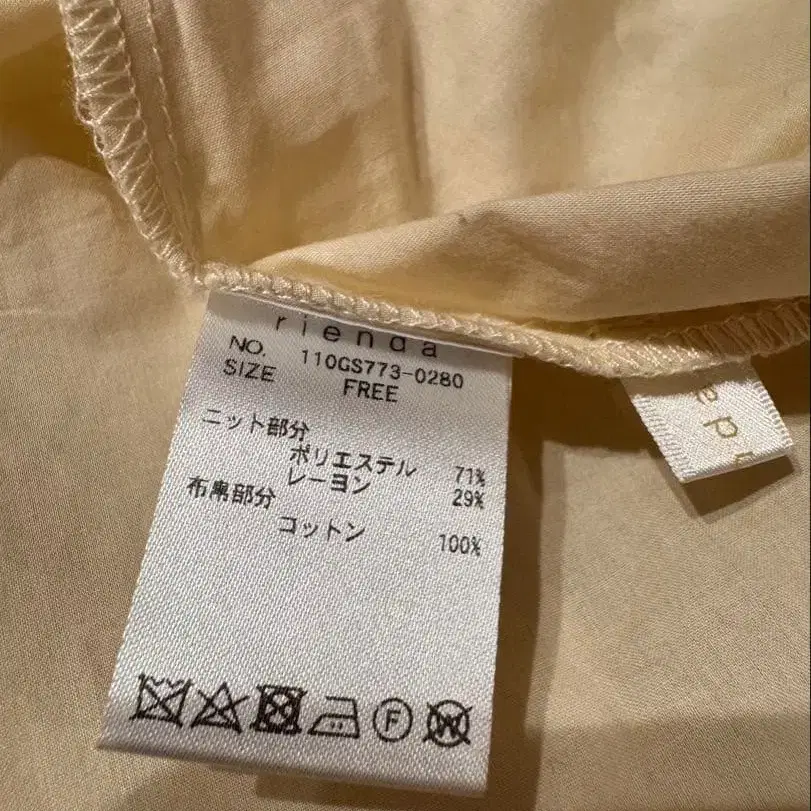 rienda
NO. 110GS773-0280
SIZE FREE
ニット部分
ポリエステル 71%
レーヨン 29%
布帛部分
コットン 100%
F
W